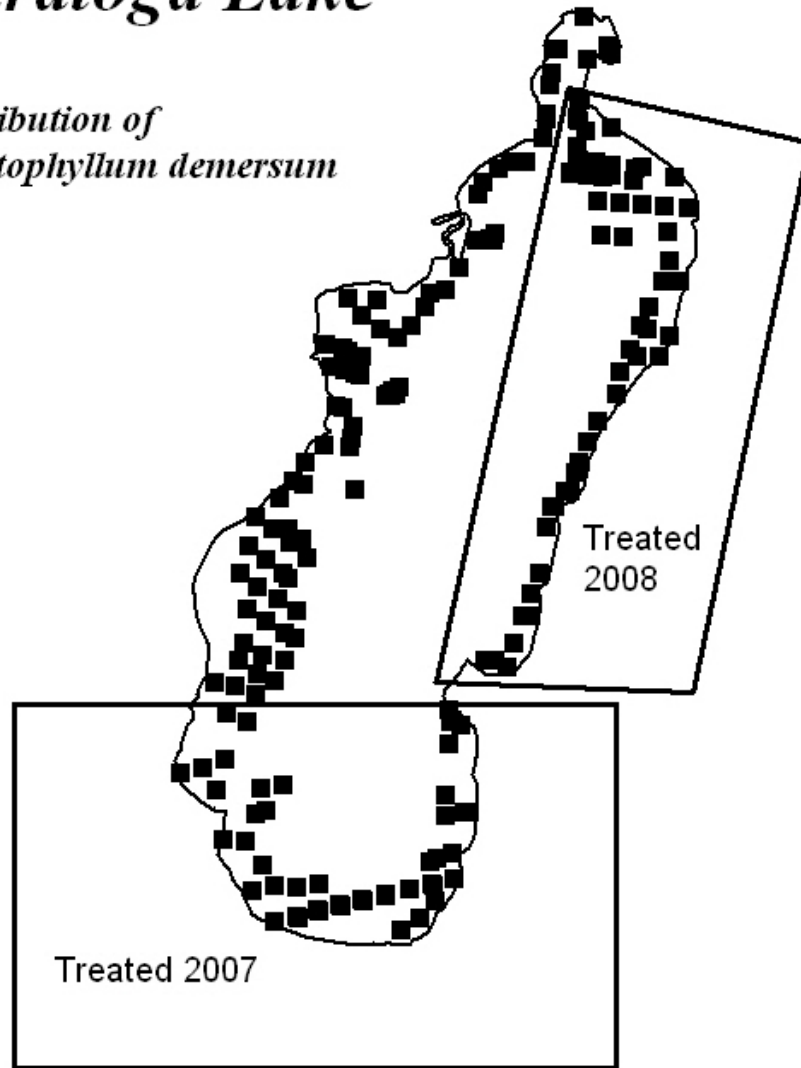 ratoga Lake
ibution of
tophyllum demersum
Treated
2008
Treated 2007